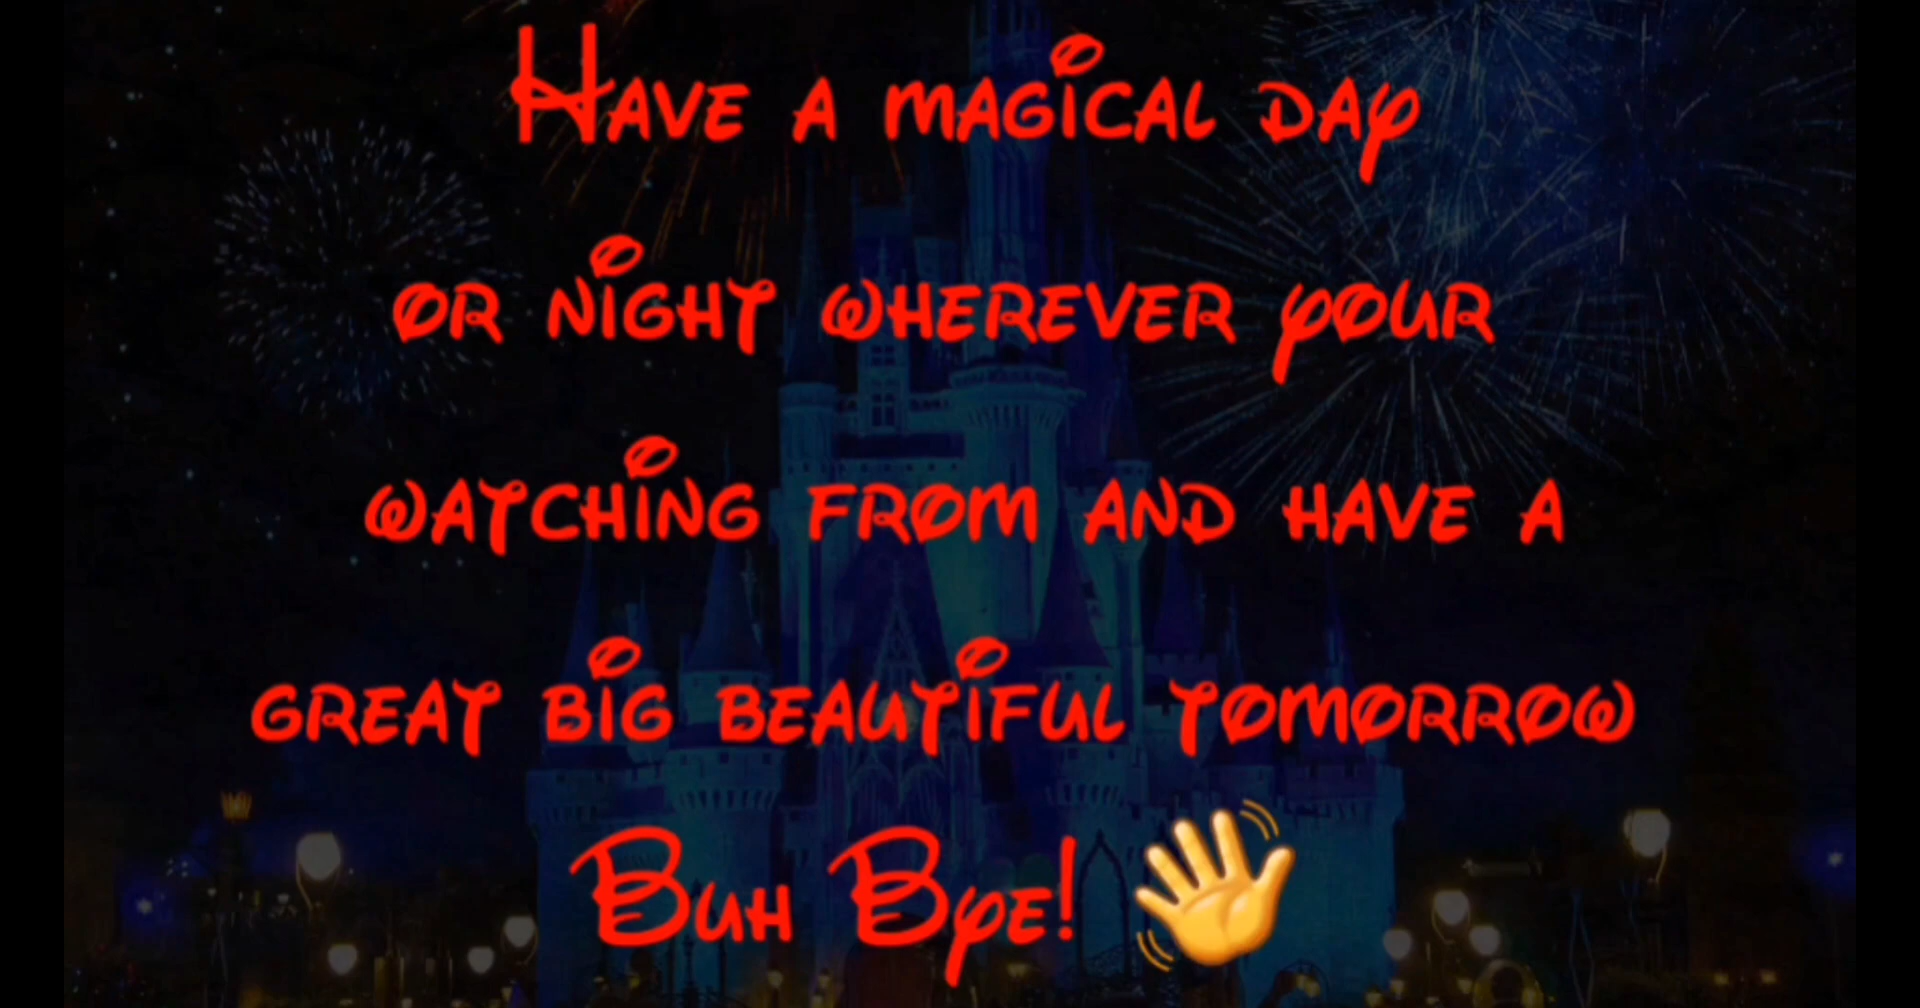 Have a magical day
or night wherever your
watching from and have a
great big beautiful tomorrow
Buh Bye! 👋